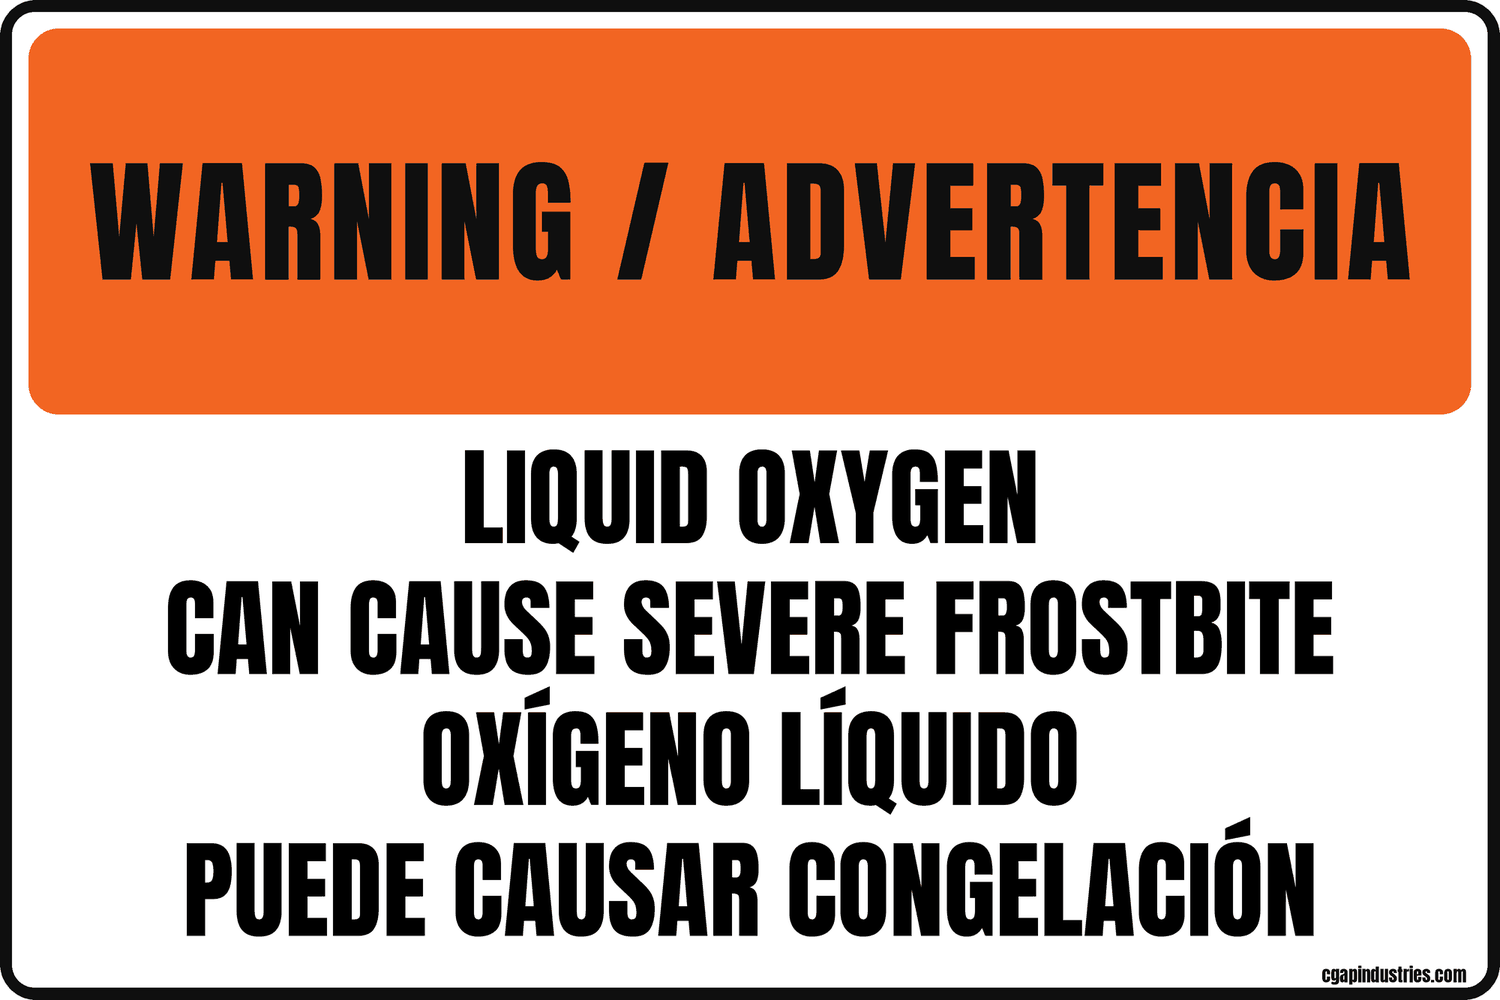 WARNING / ADVERTENCIA
LIQUID OXYGEN
CAN CAUSE SEVERE FROSTBITE
OXÍGENO LÍQUIDO
PUEDE CAUSAR CONGELACIÓN
cgapindustries.com